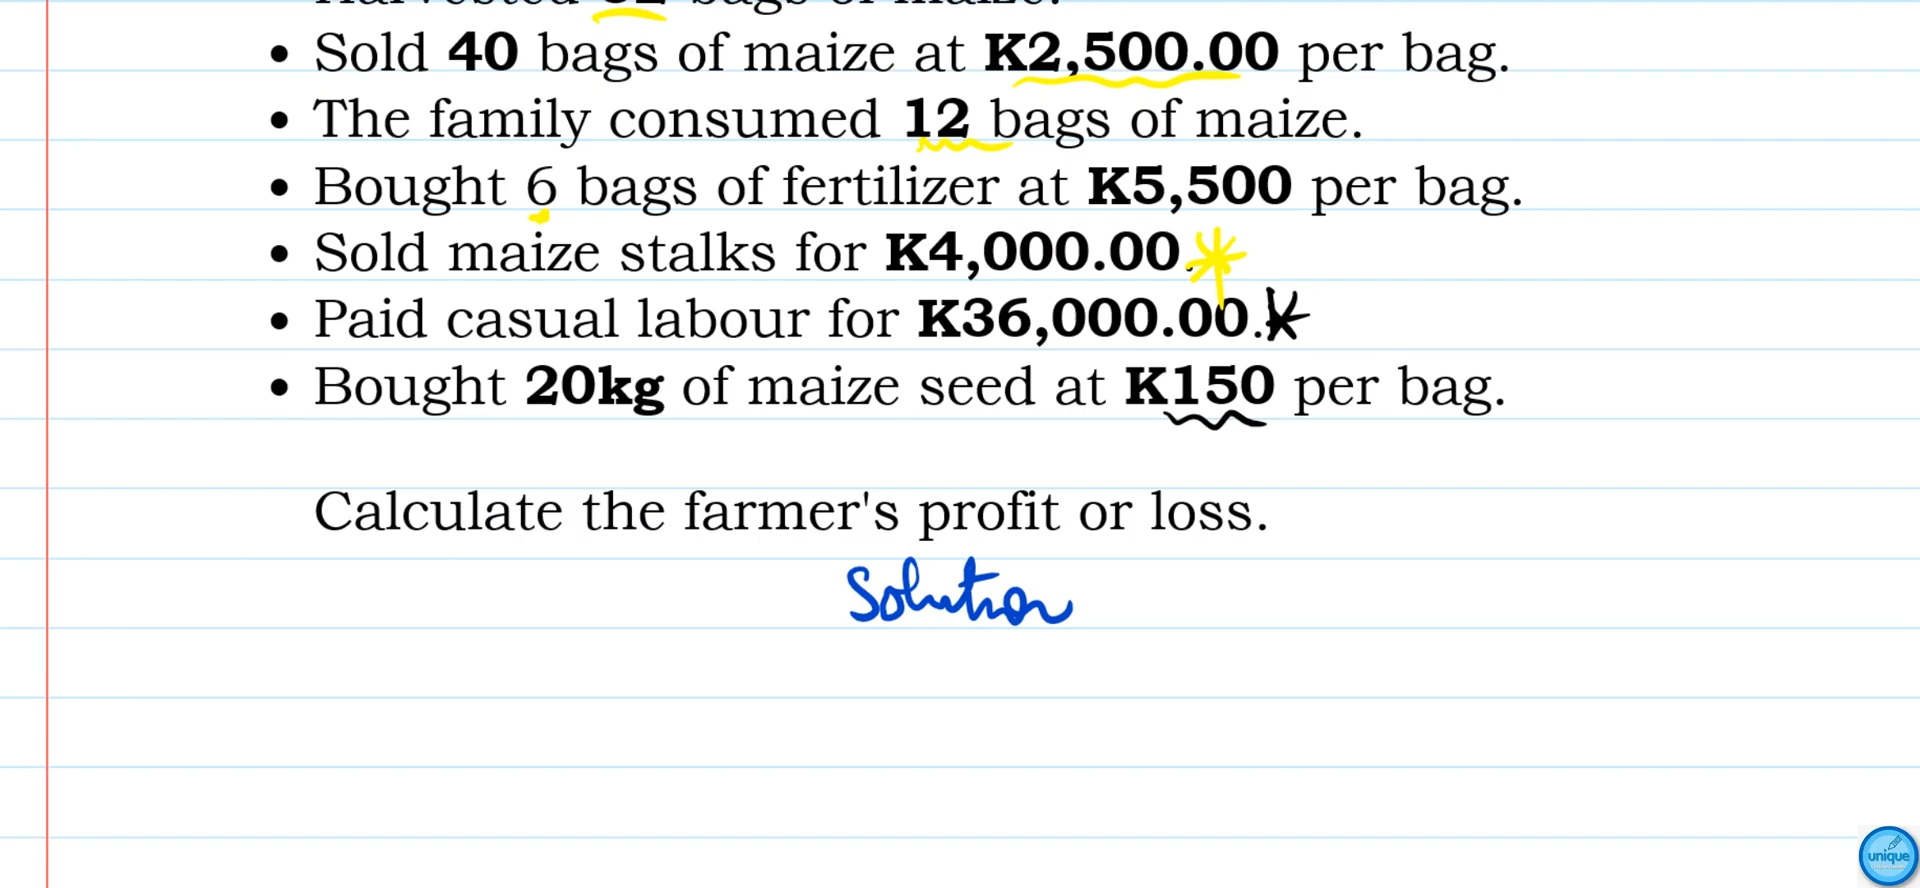 • Sold 40 bags of maize at K2,500.00 per bag.
• The family consumed 12 bags of maize.
• Bought 6 bags of fertilizer at K5,500 per bag.
• Sold maize stalks for K4,000.00.
• Paid casual labour for K36,000.00.
• Bought 20kg of maize seed at K150 per bag.
Calculate the farmer's profit or loss.
Solution
unique